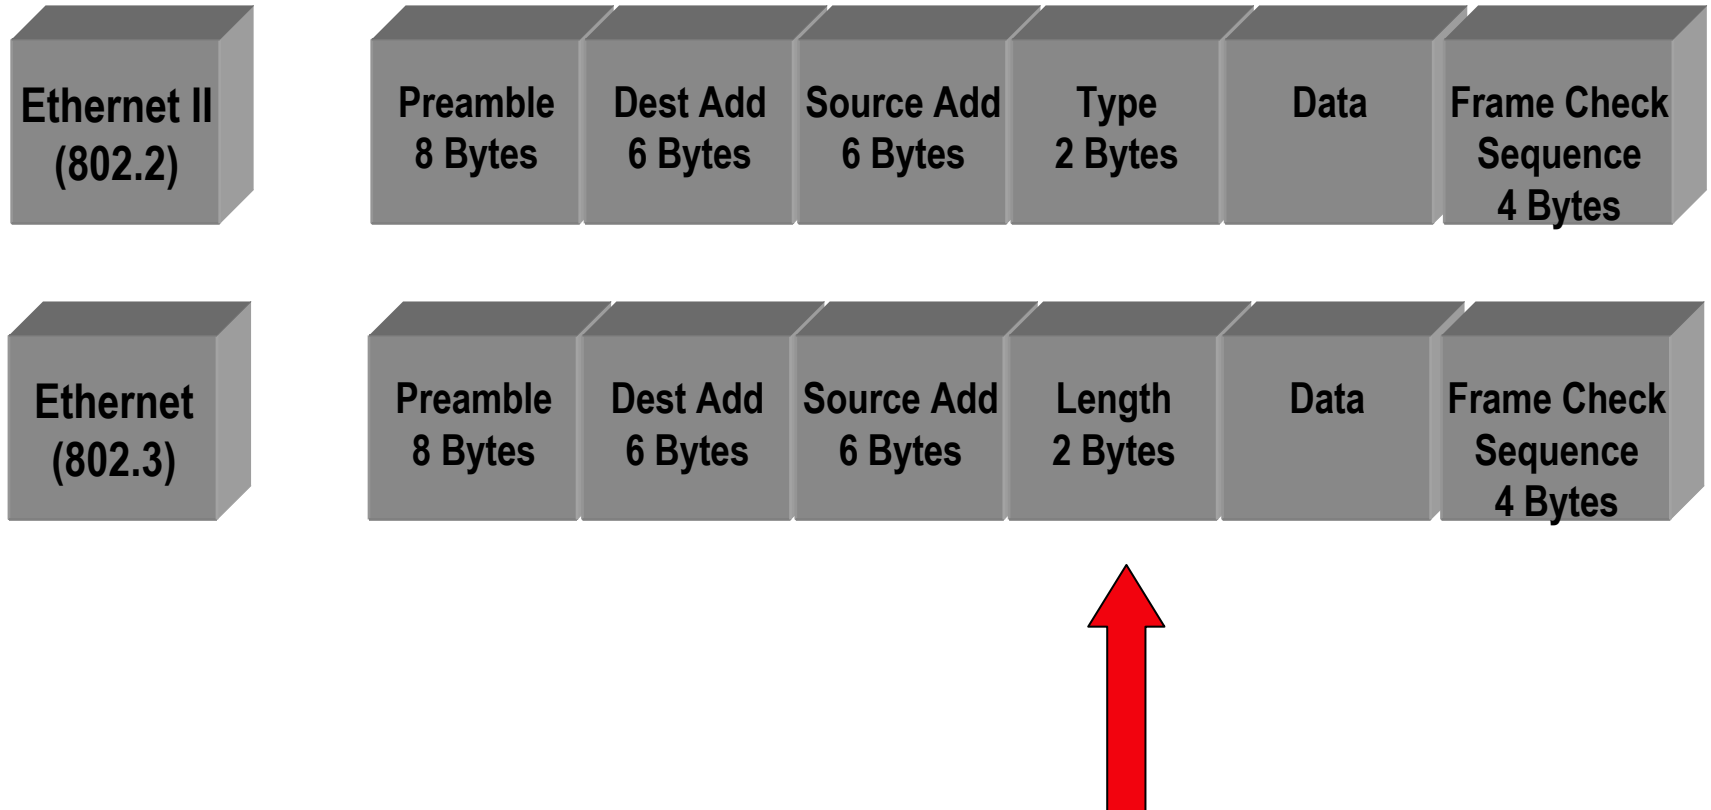 Ethernet II
(802.2)
Preamble
8 Bytes
Dest Add
6 Bytes
Source Add
6 Bytes
Type
2 Bytes
Data
Frame Check
Sequence
4 Bytes
Ethernet
(802.3)
Preamble
8 Bytes
Dest Add
6 Bytes
Source Add
6 Bytes
Length
2 Bytes
Data
Frame Check
Sequence
4 Bytes